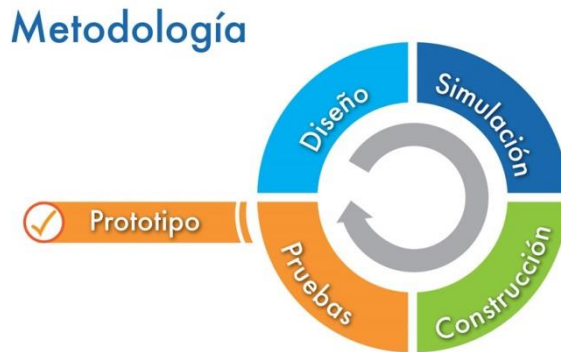 Metodología
Diseño
Simulación
Prototipo
Pruebas
Construcción